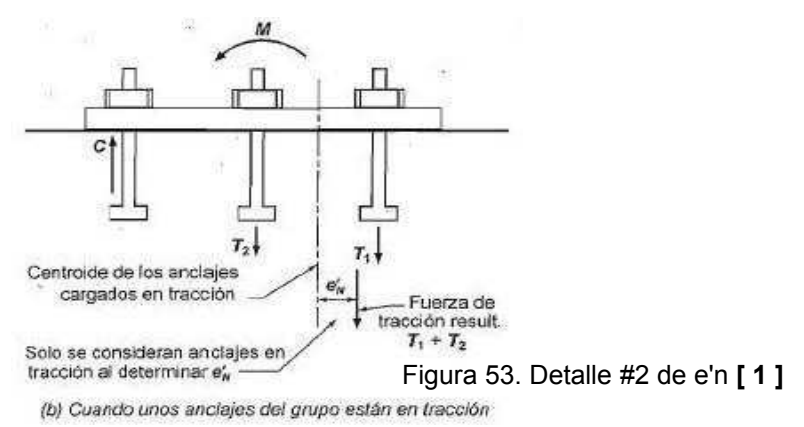 M
C
T₂
T₁
Centroide de los anclajes
cargados en tracción
e'N
Fuerza de
tracción result.
T₁ + T₂
Solo se consideran anclajes en
tracción al determinar e'N
Figura 53. Detalle #2 de e'n [ 1 ]
(b) Cuando unos anclajes del grupo están en tracción